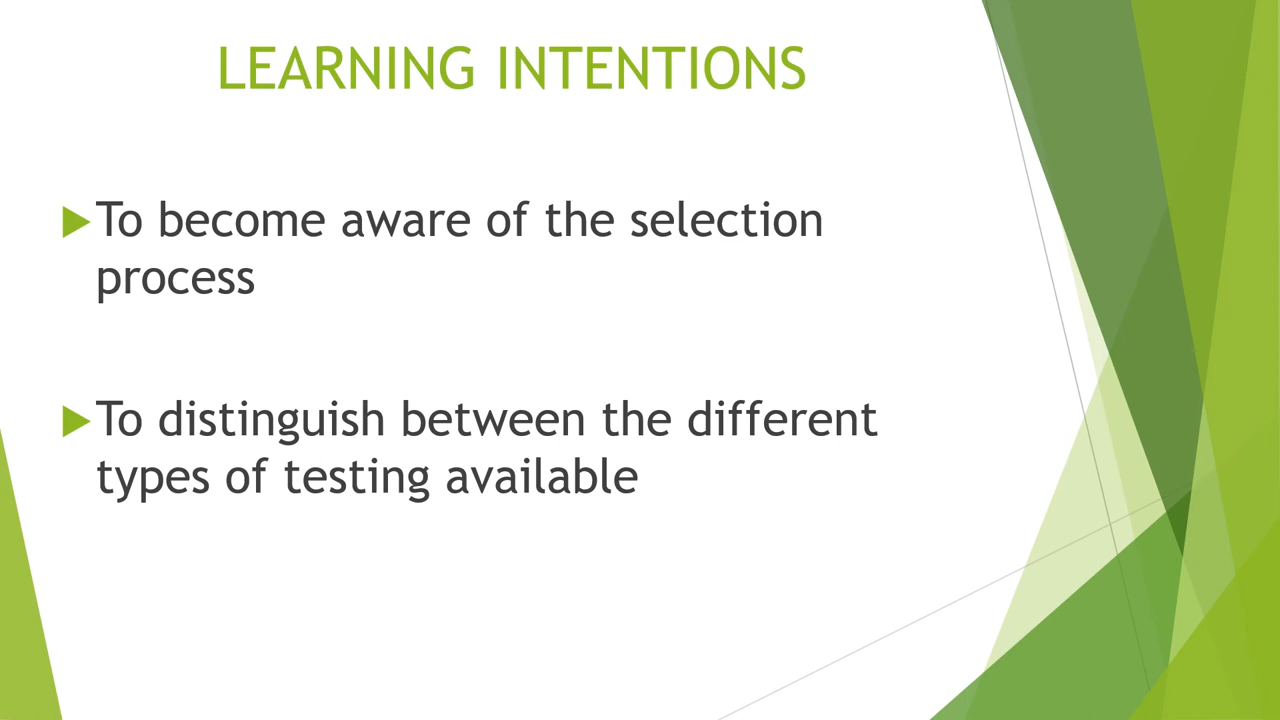 LEARNING INTENTIONS
To become aware of the selection
process
To distinguish between the different
types of testing available